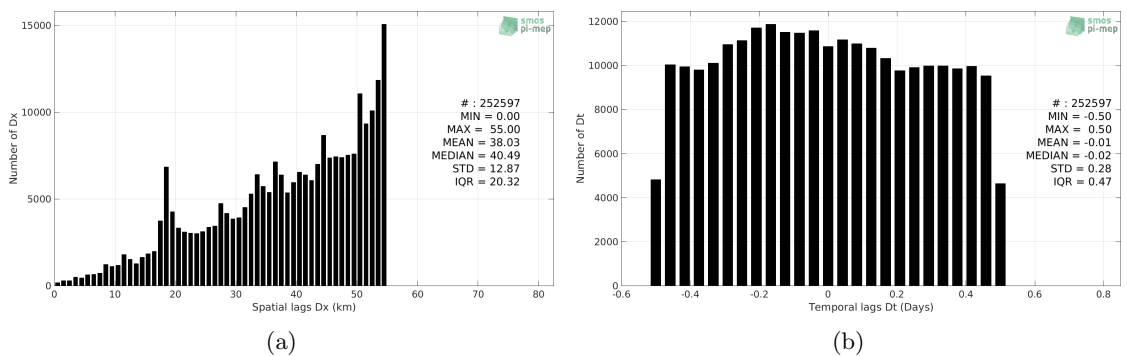 15000
10000
5000
0
0
10
20
30
40
50
60
70
80
Number of Dx
Spatial lags Dx (km)
smos
pi-mep
# : 252597
MIN = 0.00
MAX = 55.00
MEAN = 38.03
MEDIAN = 40.49
STD = 12.87
IQR = 20.32
(a)
12000
10000
8000
6000
4000
2000
0
-0.6
-0.4
-0.2
0
0.2
0.4
0.6
0.8
Number of Dt
Temporal lags Dt (Days)
smos
pi-mep
# : 252597
MIN = -0.50
MAX = 0.50
MEAN = -0.01
MEDIAN = -0.02
STD = 0.28
IQR = 0.47
(b)